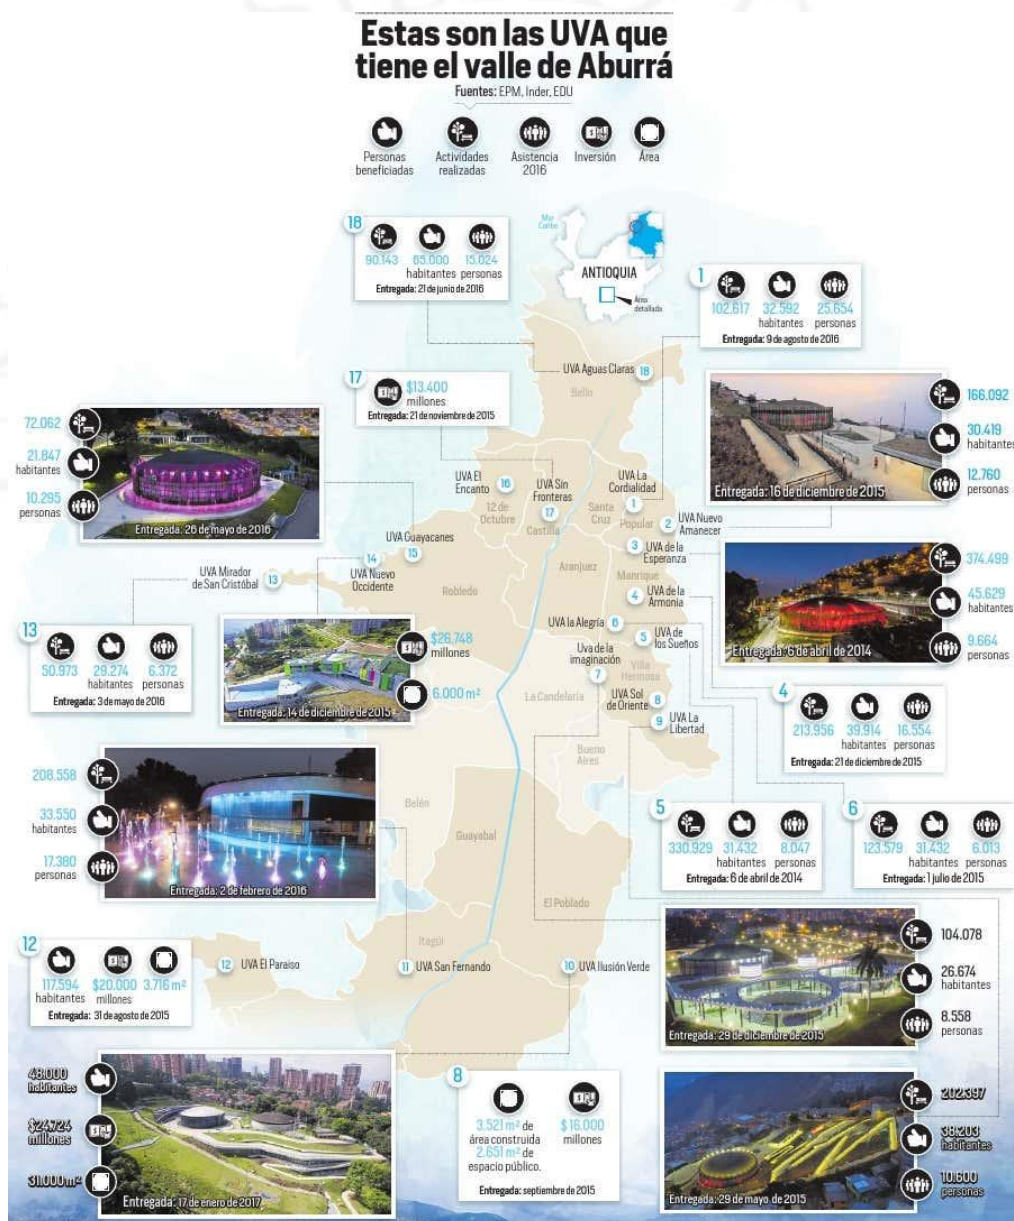 Estas son las UVA que
tiene el valle de Aburrá
Fuentes: EPM, Inder, EDU
Personas
beneficiadas
Actividades
realizadas
Asistencia
2016
Inversión
Área
18
90.143
65.000
habitantes
15.024
personas
Entregada: 21 de junio de 2016
Mar
Caribe
ANTIOQUIA
Área
detallada
1
102.617
32.592
habitantes
25.654
personas
Entregada: 9 de agosto de 2016
17
$13.400
millones
Entregada: 21 de noviembre de 2015
UVA Aguas Claras 18
Bello
72.062
21.847
habitantes
10.295
personas
Entregada: 26 de mayo de 2016
166.092
30.419
habitantes
12.760
personas
Entregada: 16 de diciembre de 2015
UVA El
Encanto
16
12 de
Octubre
UVA Sin
Fronteras
17
Castilla
UVA La
Cordialidad
1
Santa
Cruz
Popular
2
UVA Nuevo
Amanecer
UVA Guayacanes
15
14
UVA Nuevo
Occidente
UVA Mirador
de San Cristóbal
13
Robledo
Aranjuez
3
UVA de la
Esperanza
Manrique
4
UVA de la
Armonía
374.499
45.629
habitantes
9.664
personas
Entregada: 6 de abril de 2014
UVA la Alegría
6
5
UVA de
los Sueños
Uva de la
imaginación
7
Villa
Hermosa
UVA Sol
de Oriente
8
9
UVA La
Libertad
La Candelaria
Buenos
Aires
13
50.973
29.274
habitantes
6.372
personas
Entregada: 3 de mayo de 2016
$26.748
millones
6.000 m²
Entregada: 14 de diciembre de 2015
4
213.956
39.914
habitantes
16.554
personas
Entregada: 21 de diciembre de 2015
208.558
33.550
habitantes
17.380
personas
Entregada: 2 de febrero de 2016
Belén
Guayabal
El Poblado
Itagüí
5
330.929
31.432
habitantes
8.047
personas
Entregada: 6 de abril de 2014
6
123.579
31.432
habitantes
6.013
personas
Entregada: 1 julio de 2015
12
117.594
habitantes
$20.000
millones
3.716 m²
Entregada: 31 de agosto de 2015
12 UVA El Paraiso
11 UVA San Fernando
10 UVA Ilusión Verde
104.078
26.674
habitantes
8.558
personas
Entregada: 29 de diciembre de 2015
48.000
habitantes
$24.724
millones
31.000 m²
Entregada: 17 de enero de 2017
8
3.521 m² de
área construida
2.651 m² de
espacio público.
$16.000
millones
Entregada: septiembre de 2015
202.397
38.203
habitantes
10.600
personas
Entregada: 29 de mayo de 2015